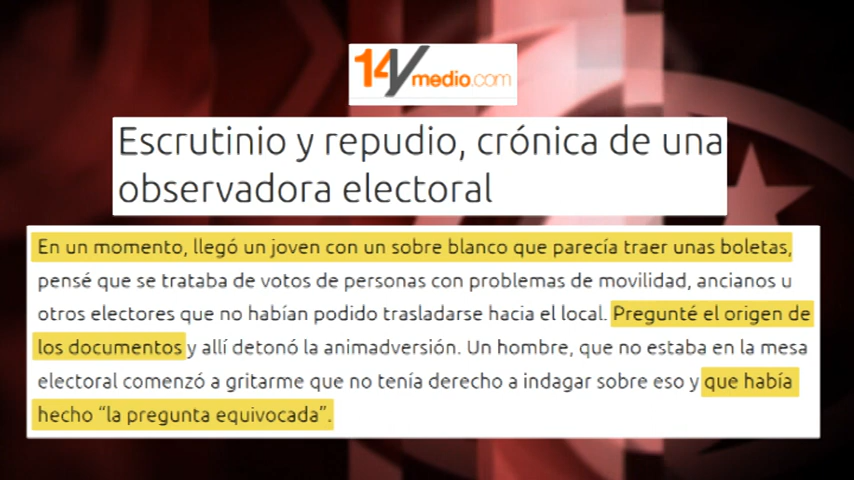 14ymedio.com
Escrutinio y repudio, crónica de una
observadora electoral
En un momento, llegó un joven con un sobre blanco que parecía traer unas boletas,
pensé que se trataba de votos de personas con problemas de movilidad, ancianos u
otros electores que no habían podido trasladarse hacia el local. Pregunté el origen de
los documentos y allí detonó la animadversión. Un hombre, que no estaba en la mesa
electoral comenzó a gritarme que no tenía derecho a indagar sobre eso y que había
hecho “la pregunta equivocada”.